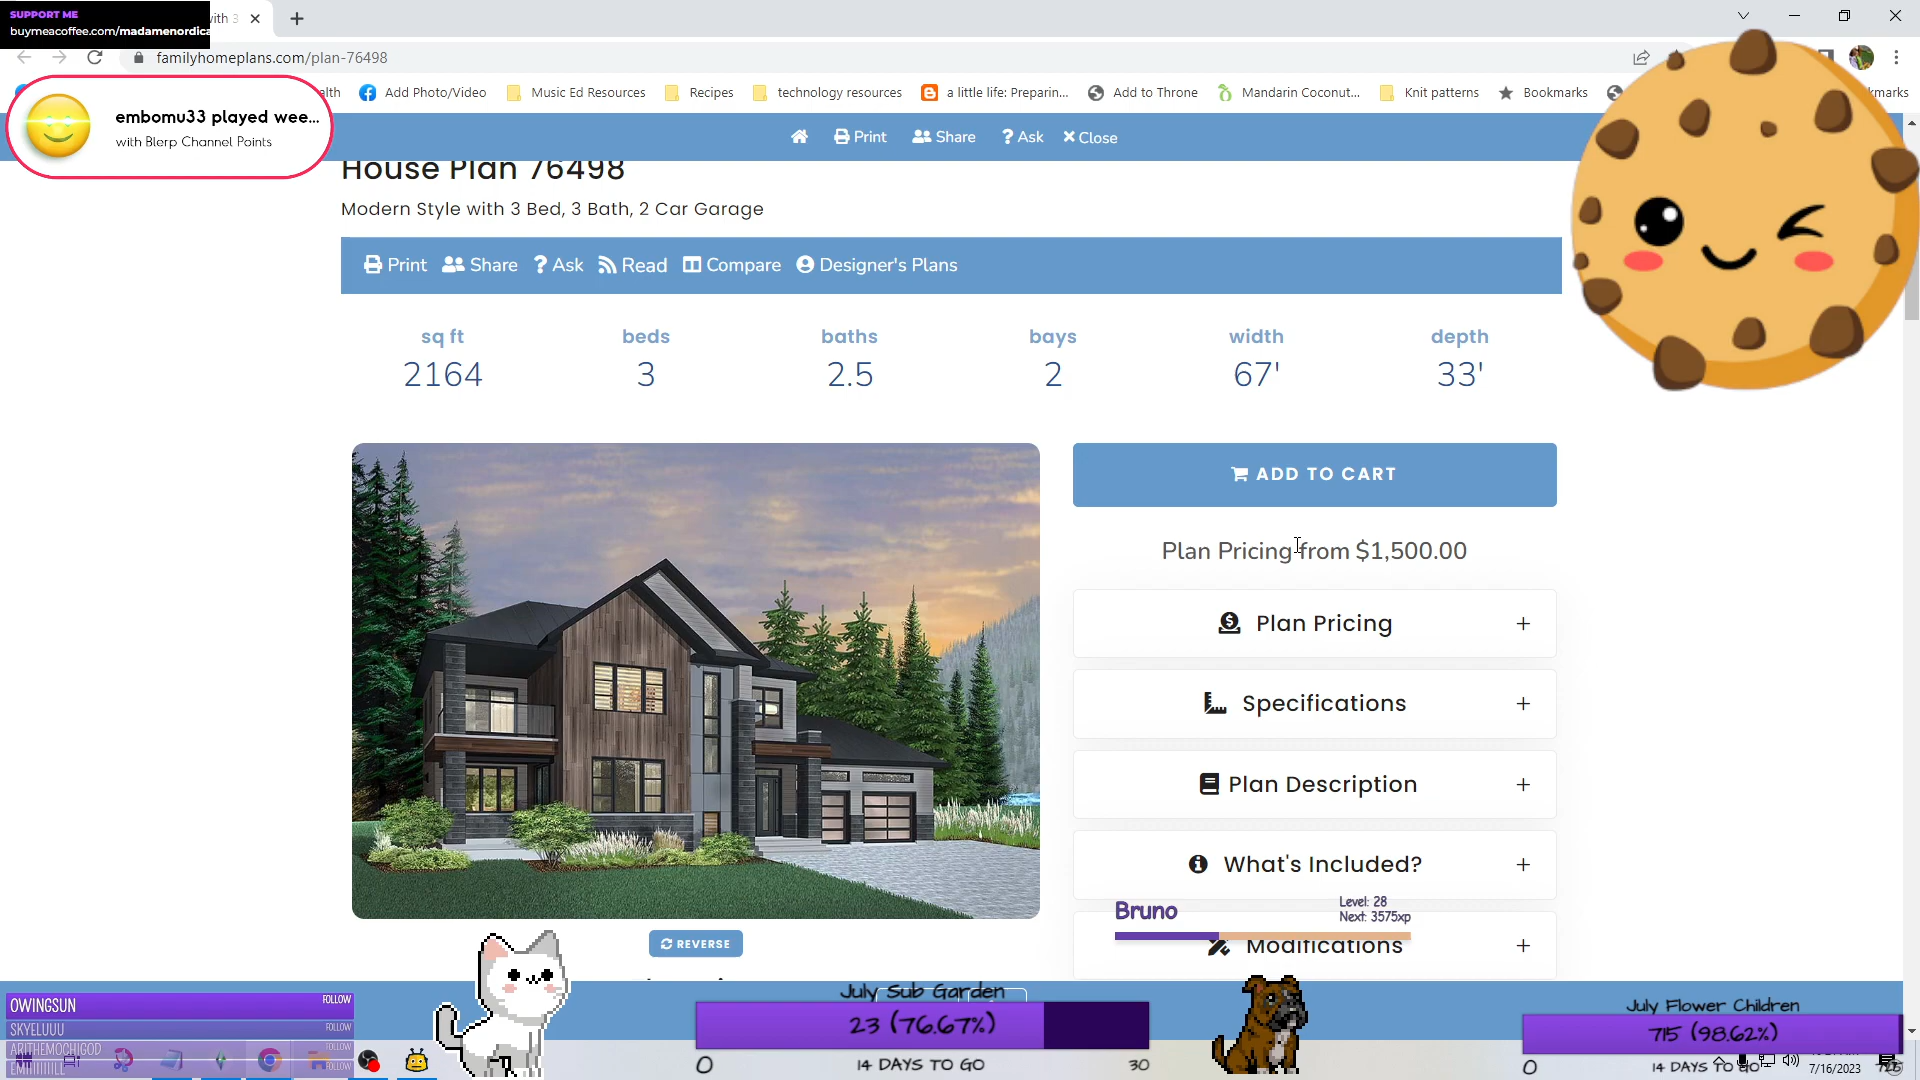 SUPPORT ME
buymeacoffee.com/madamenordica
with 3
familyhomeplans.com/plan-76498
alth
Add Photo/Video
Music Ed Resources
Recipes
technology resources
a little life: Preparin...
Add to Throne
Mandarin Coconut...
Knit patterns
Bookmarks
kmarks
embomu33 played wee...
with Blerp Channel Points
Print
Share
? Ask
Close
House Plan 76498
Modern Style with 3 Bed, 3 Bath, 2 Car Garage
Print
Share
? Ask
Read
Compare
Designer's Plans
sq ft
beds
baths
bays
width
depth
2164
3
2.5
2
67'
33'
ADD TO CART
Plan Pricing from $1,500.00
Plan Pricing +
Specifications +
Plan Description +
What's Included? +
Bruno
Level: 28
Next: 3575xp
Modifications +
REVERSE
OWINGSUN FOLLOW
SKYELUUU FOLLOW
ARITHEMOCHIGOD FOLLOW
FOLLOW
July Sub Garden
23 (76.67%)
0
14 DAYS TO GO
30
July Flower Children
715 (98.62%)
0
14 DAYS TO GO
725
7/16/2023